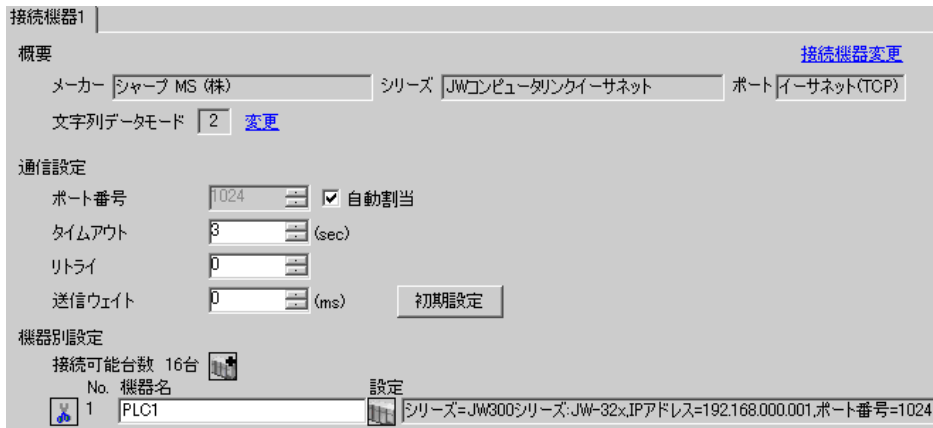 接続機器1
概要 接続機器変更
メーカー シャープ MS (株) シリーズ JWコンピュータリンクイーサネット ポート イーサネット(TCP)
文字列データモード 2 変更
通信設定
ポート番号 1024 自動割当
タイムアウト 3 (sec)
リトライ 0
送信ウェイト 0 (ms) 初期設定
機器別設定
接続可能台数 16台
No. 機器名 設定
1 PLC1 シリーズ=JW300シリーズ:JW-32x,IPアドレス=192.168.000.001,ポート番号=1024